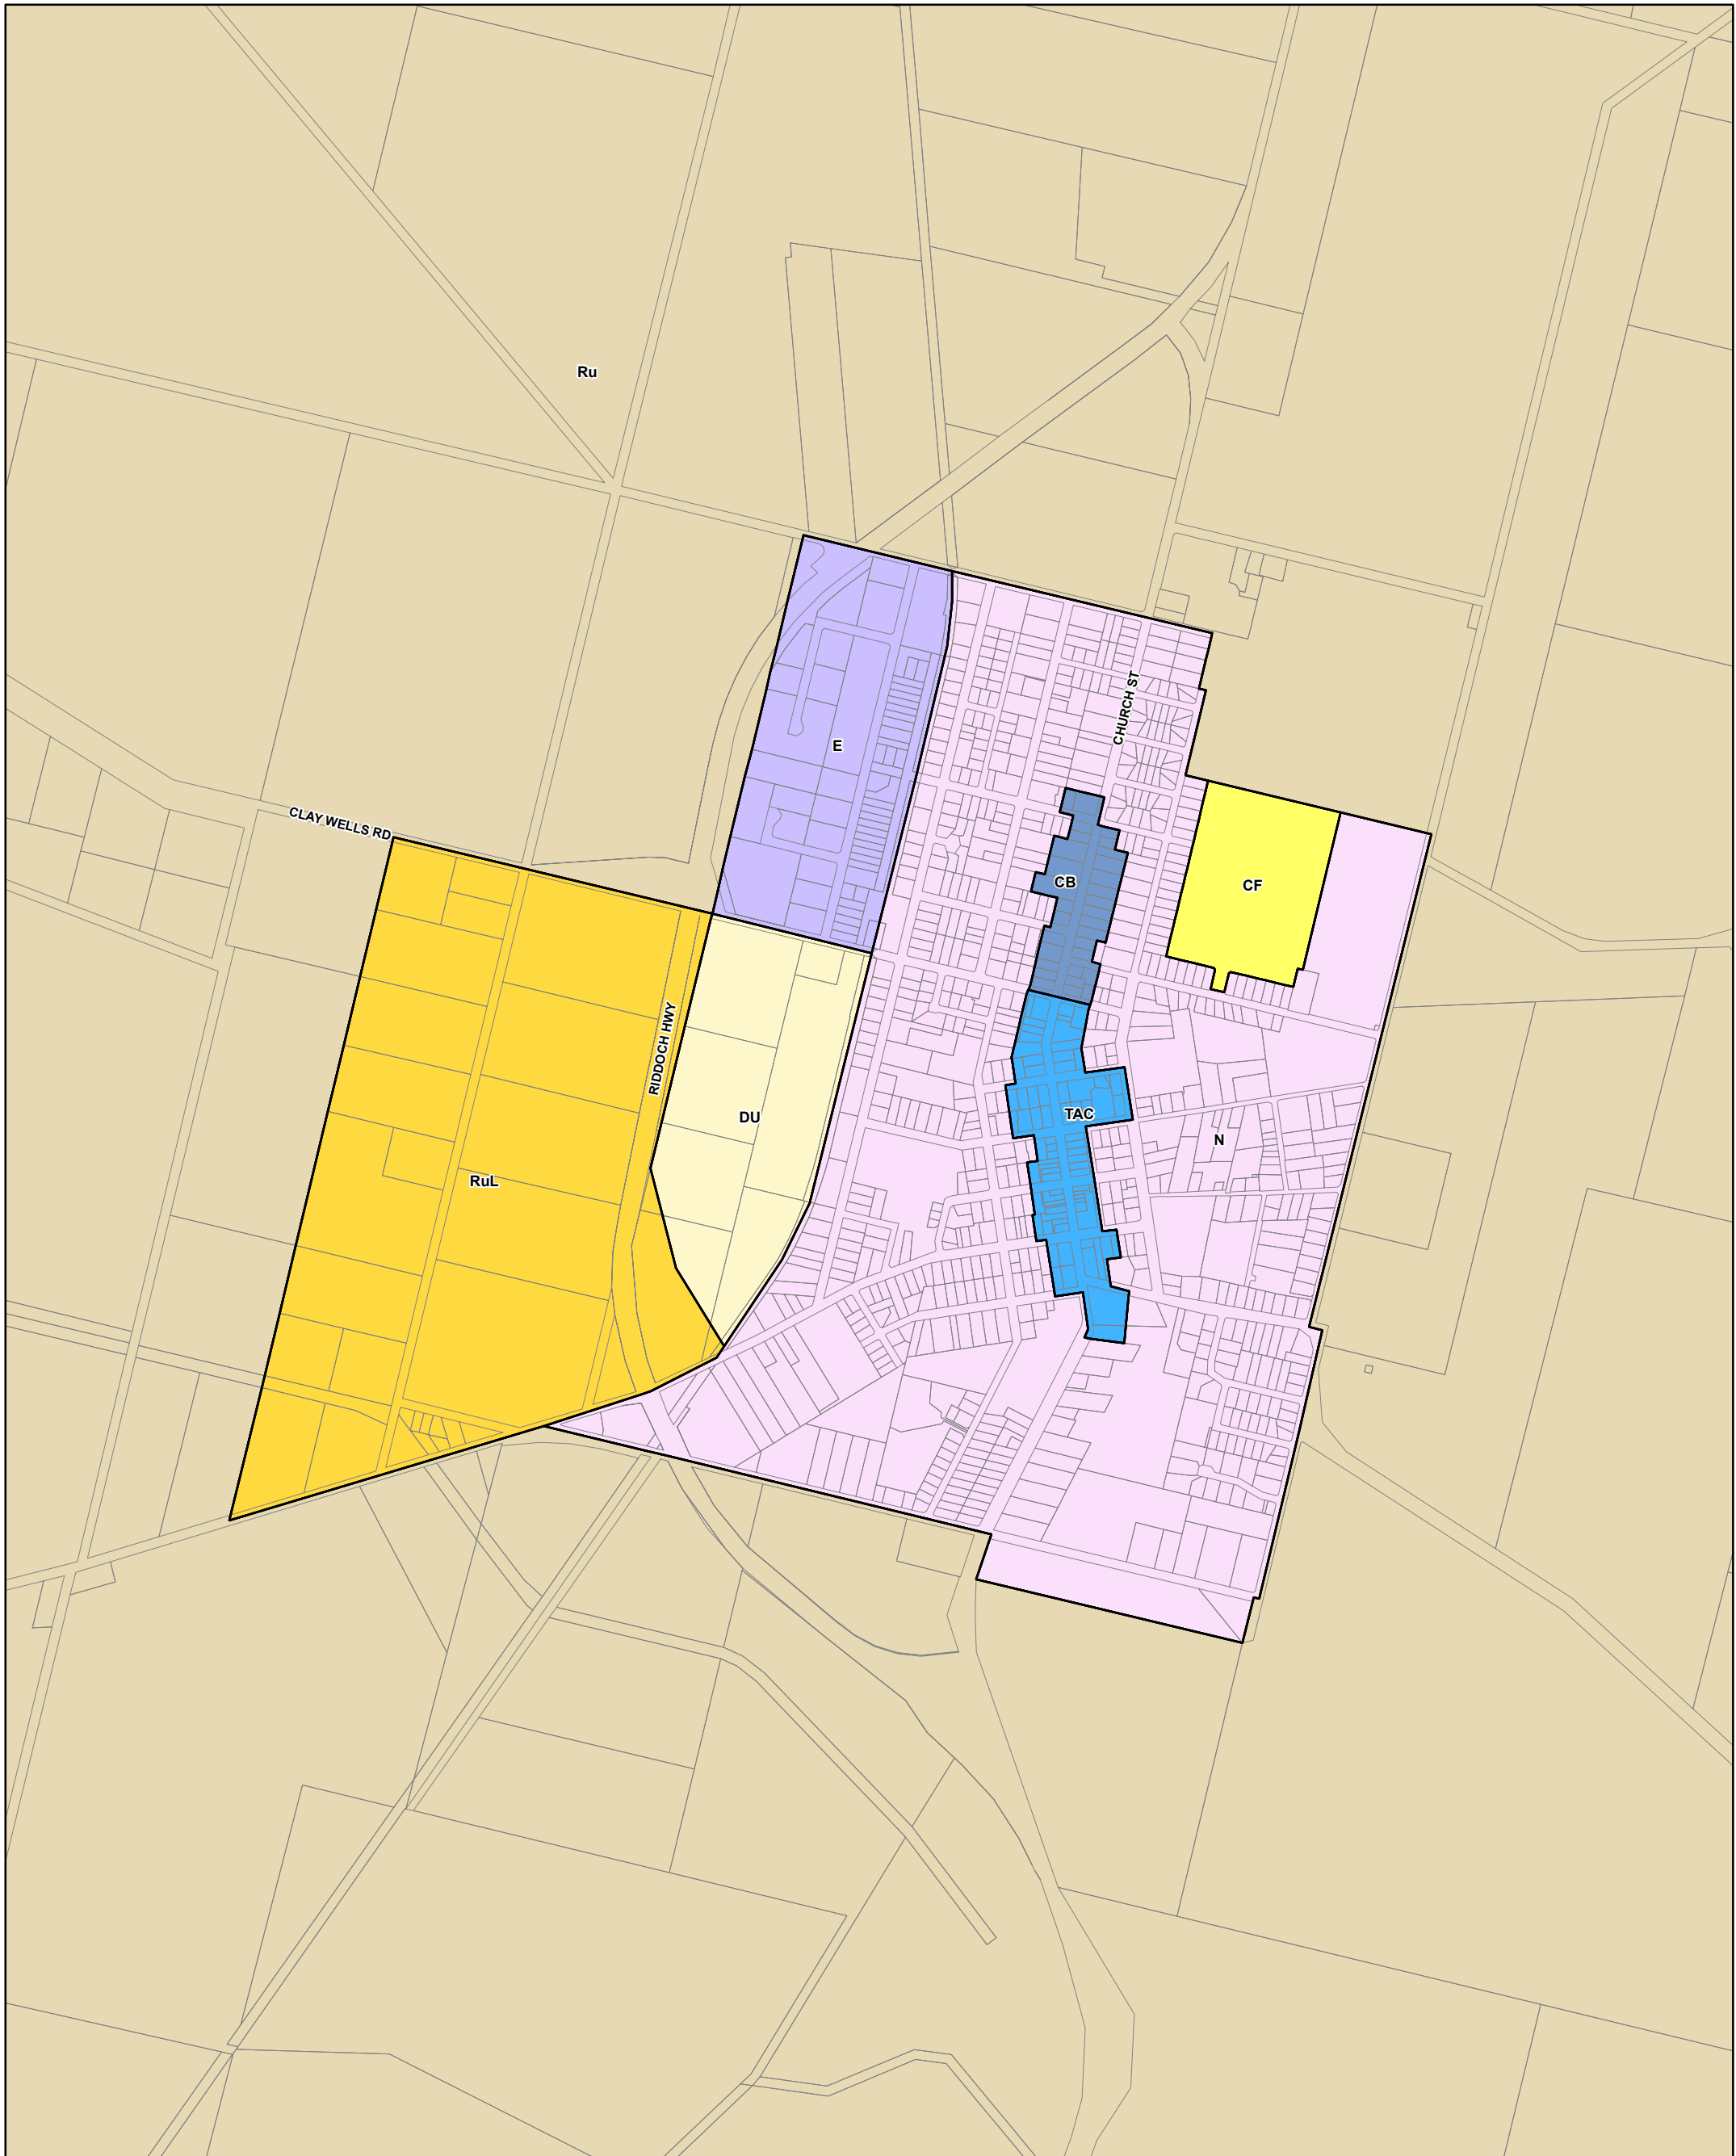 Ru
CHURCH ST
E
CLAY WELLS RD
CB
CF
RIDDOCH HWY
DU
TAC
N
RuL